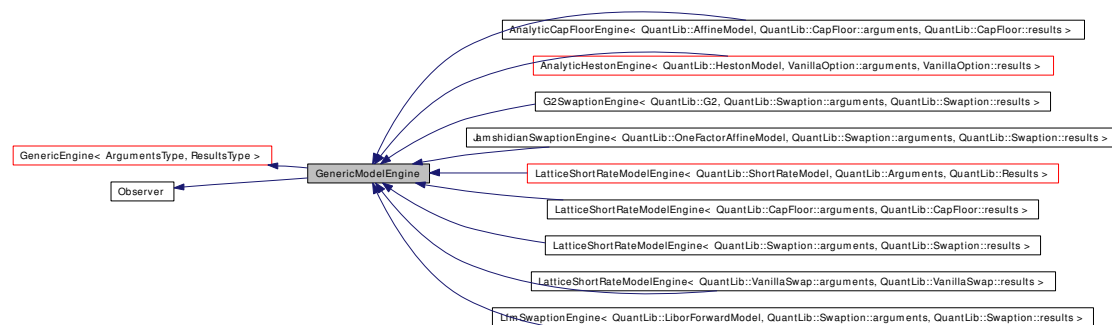 AnalyticCapFloorEngine< QuantLib::AffineModel, QuantLib::CapFloor::arguments, QuantLib::CapFloor::results >
AnalyticHestonEngine< QuantLib::HestonModel, VanillaOption::arguments, VanillaOption::results >
G2SwaptionEngine< QuantLib::G2, QuantLib::Swaption::arguments, QuantLib::Swaption::results >
JamshidianSwaptionEngine< QuantLib::OneFactorAffineModel, QuantLib::Swaption::arguments, QuantLib::Swaption::results >
GenericEngine< ArgumentsType, ResultsType >
GenericModelEngine
LatticeShortRateModelEngine< QuantLib::ShortRateModel, QuantLib::Arguments, QuantLib::Results >
Observer
LatticeShortRateModelEngine< QuantLib::CapFloor::arguments, QuantLib::CapFloor::results >
LatticeShortRateModelEngine< QuantLib::Swaption::arguments, QuantLib::Swaption::results >
LatticeShortRateModelEngine< QuantLib::VanillaSwap::arguments, QuantLib::VanillaSwap::results >
LfmSwaptionEngine< QuantLib::LiborForwardModel, QuantLib::Swaption::arguments, QuantLib::Swaption::results >